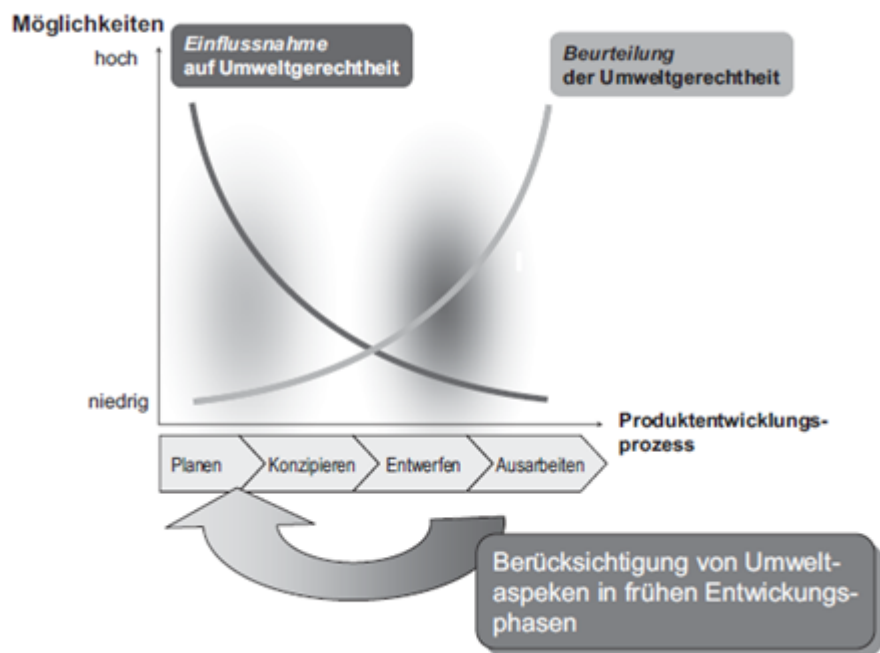 Möglichkeiten
hoch
Einflussnahme
auf Umweltgerechtheit
Beurteilung
der Umweltgerechtheit
niedrig
Produktentwicklungs-
prozess
Planen
Konzipieren
Entwerfen
Ausarbeiten
Berücksichtigung von Umwelt-
aspeken in frühen Entwickungs-
phasen